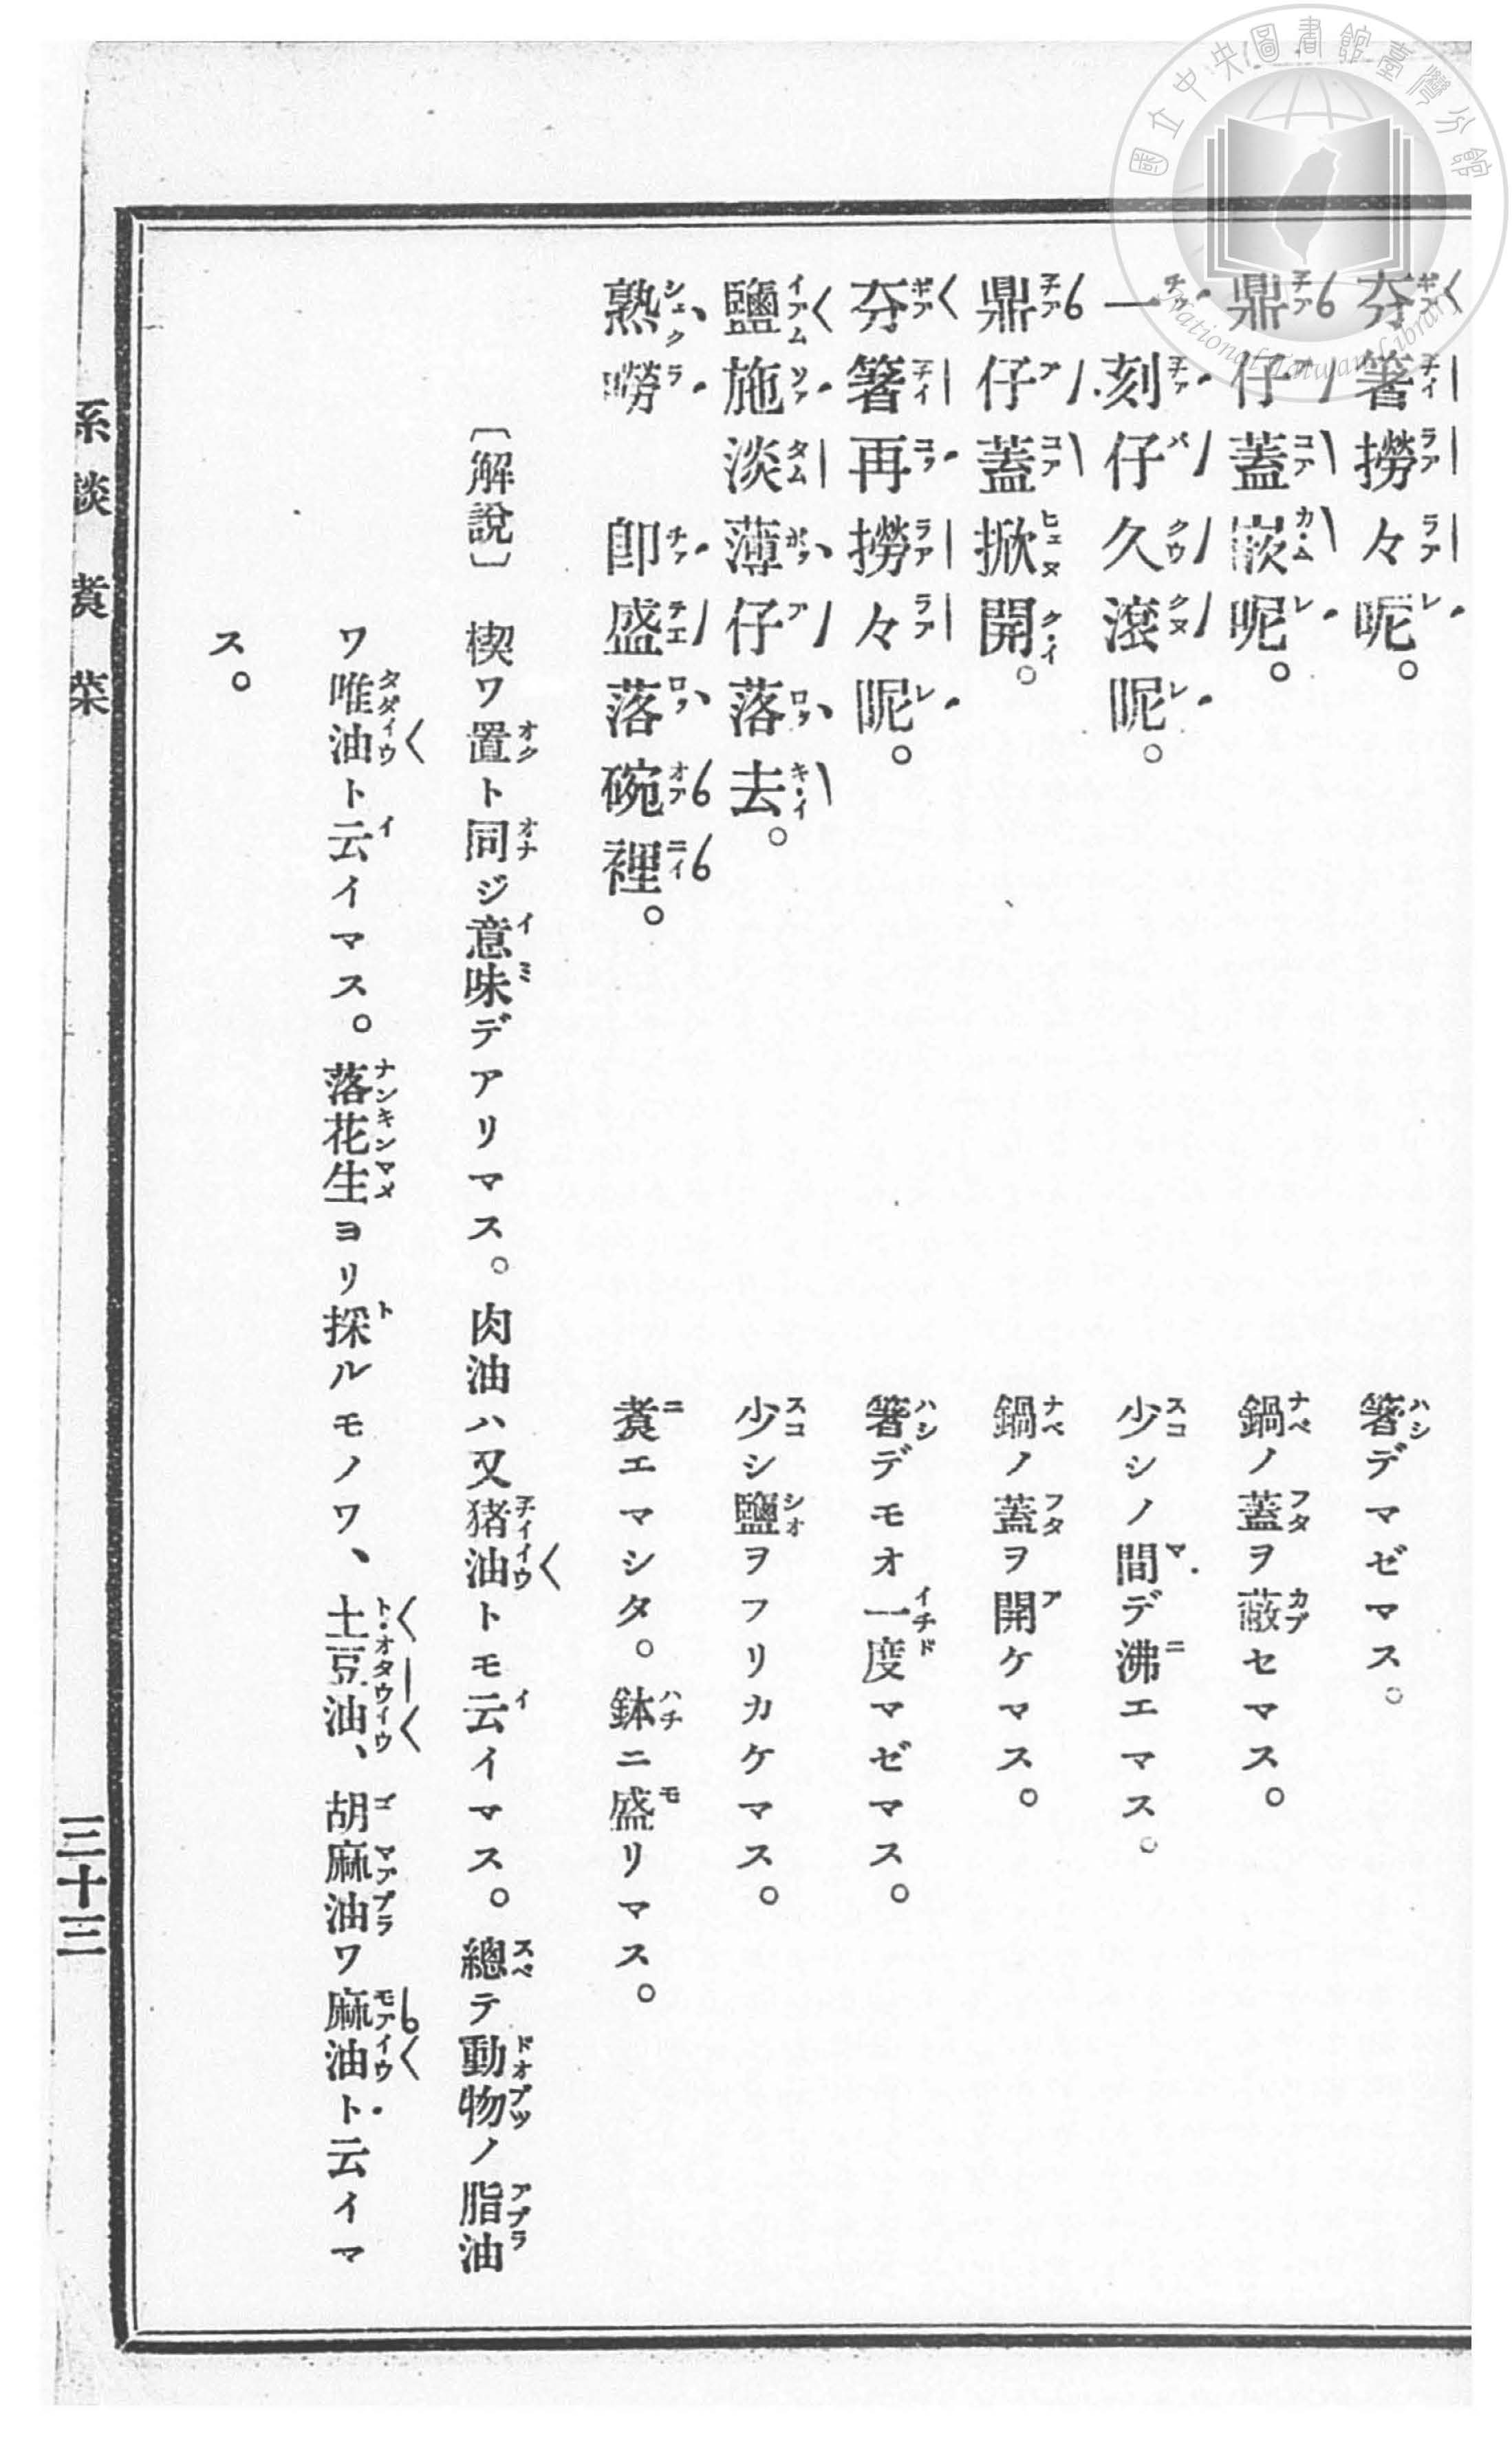 國立中央圖書館臺灣分館
National Taiwan Library
夯箸撈々呢。 箸デマゼマス。
鼎仔蓋嵌呢。 鍋ノ蓋ヲ蔽セマス。
一刻仔久滾呢。 少シノ間デ沸エマス。
鼎仔蓋掀開。 鍋ノ蓋ヲ開ケマス。
夯箸再撈々呢。 箸デモオ一度マゼマス。
鹽施淡薄仔落去。 少シ鹽ヲフリカケマス。
熟嘮 卽盛落碗裡。 煑エマシタ。鉢ニ盛リマス。
〔解說〕 楔ワ置ト同ジ意味デアリマス。肉油ハ又猪油トモ云イマス。總テ動物ノ脂油
ワ唯油ト云イマス。落花生ヨリ採ルモノワ、土豆油、胡麻油ワ麻油ト云イマ
ス。
煑菜
三十三